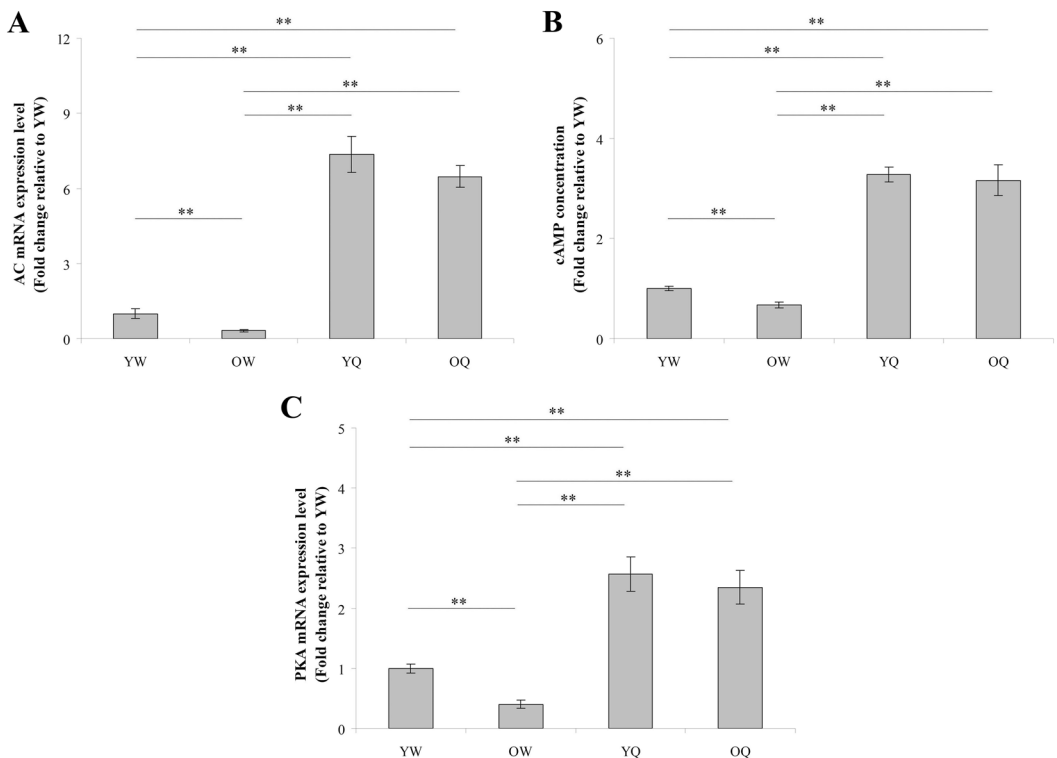 A
AC mRNA expression level
(Fold change relative to YW)
12
9
6
3
0
**
**
**
**
**
YW OW YQ OQ
B
cAMP concentration
(Fold change relative to YW)
6
4
2
0
**
**
**
**
**
YW OW YQ OQ
C
PKA mRNA expression level
(Fold change relative to YW)
5
4
3
2
1
0
**
**
**
**
**
YW OW YQ OQ